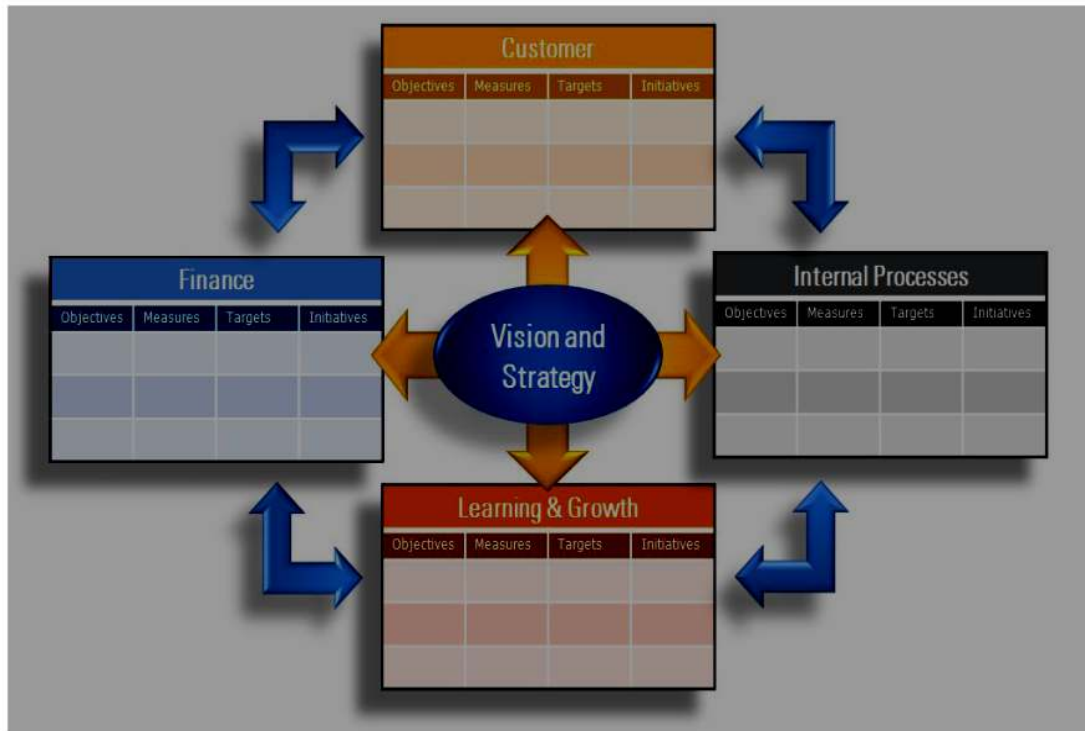 Customer
Objectives Measures Targets Initiatives
Finance
Objectives Measures Targets Initiatives
Vision and
Strategy
Internal Processes
Objectives Measures Targets Initiatives
Learning & Growth
Objectives Measures Targets Initiatives